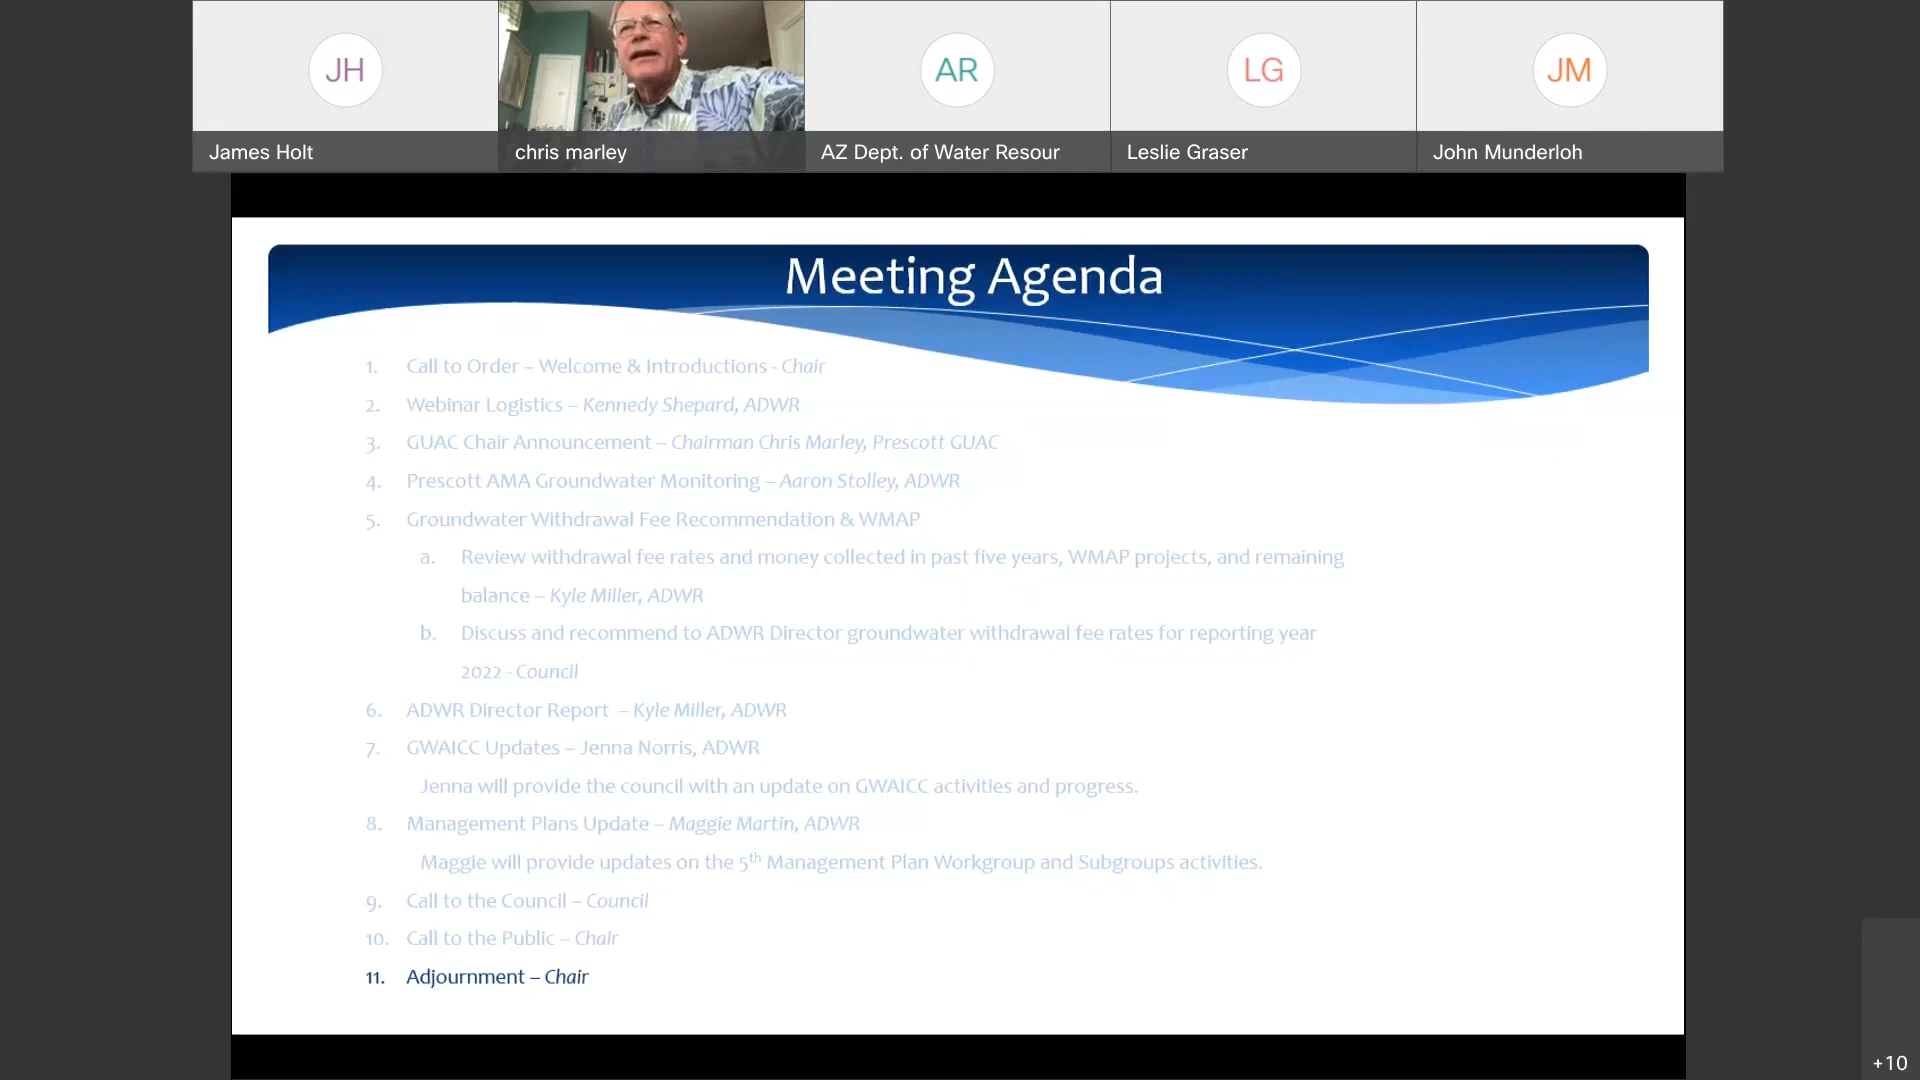 JH
AR
LG
JM
James Holt
chris marley
AZ Dept. of Water Resour
Leslie Graser
John Munderloh
Meeting Agenda
1. Call to Order – Welcome & Introductions - Chair
2. Webinar Logistics – Kennedy Shepard, ADWR
3. GUAC Chair Announcement – Chairman Chris Marley, Prescott GUAC
4. Prescott AMA Groundwater Monitoring – Aaron Stolley, ADWR
5. Groundwater Withdrawal Fee Recommendation & WMAP
a. Review withdrawal fee rates and money collected in past five years, WMAP projects, and remaining
balance – Kyle Miller, ADWR
b. Discuss and recommend to ADWR Director groundwater withdrawal fee rates for reporting year
2022 - Council
6. ADWR Director Report – Kyle Miller, ADWR
7. GWAICC Updates – Jenna Norris, ADWR
Jenna will provide the council with an update on GWAICC activities and progress.
8. Management Plans Update – Maggie Martin, ADWR
Maggie will provide updates on the 5th Management Plan Workgroup and Subgroups activities.
9. Call to the Council – Council
10. Call to the Public – Chair
11. Adjournment – Chair
+10